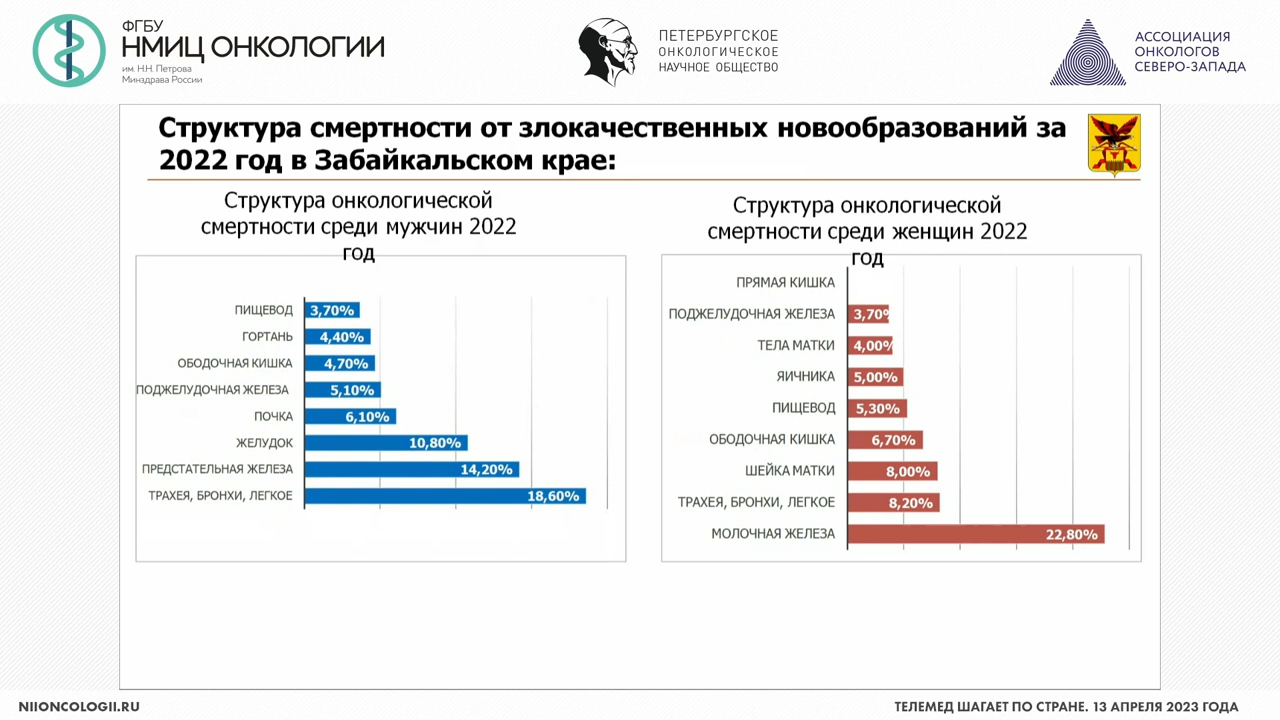 ФГБУ
НМИЦ ОНКОЛОГИИ
им. Н.Н. Петрова
Минздрава России
ПЕТЕРБУРГСКОЕ
ОНКОЛОГИЧЕСКОЕ
НАУЧНОЕ ОБЩЕСТВО
АССОЦИАЦИЯ
ОНКОЛОГОВ
СЕВЕРО-ЗАПАДА
Структура смертности от злокачественных новообразований за
2022 год в Забайкальском крае:
Структура онкологической
смертности среди мужчин 2022
год
ПИЩЕВОД 3,70%
ГОРТАНЬ 4,40%
ОБОДОЧНАЯ КИШКА 4,70%
ПОДЖЕЛУДОЧНАЯ ЖЕЛЕЗА 5,10%
ПОЧКА 6,10%
ЖЕЛУДОК 10,80%
ПРЕДСТАТЕЛЬНАЯ ЖЕЛЕЗА 14,20%
ТРАХЕЯ, БРОНХИ, ЛЕГКОЕ 18,60%
Структура онкологической
смертности среди женщин 2022
год
ПРЯМАЯ КИШКА
ПОДЖЕЛУДОЧНАЯ ЖЕЛЕЗА 3,70%
ТЕЛА МАТКИ 4,00%
ЯИЧНИКА 5,00%
ПИЩЕВОД 5,30%
ОБОДОЧНАЯ КИШКА 6,70%
ШЕЙКА МАТКИ 8,00%
ТРАХЕЯ, БРОНХИ, ЛЕГКОЕ 8,20%
МОЛОЧНАЯ ЖЕЛЕЗА 22,80%
NIIONCOLOGII.RU
ТЕЛЕМЕД ШАГАЕТ ПО СТРАНЕ. 13 АПРЕЛЯ 2023 ГОДА